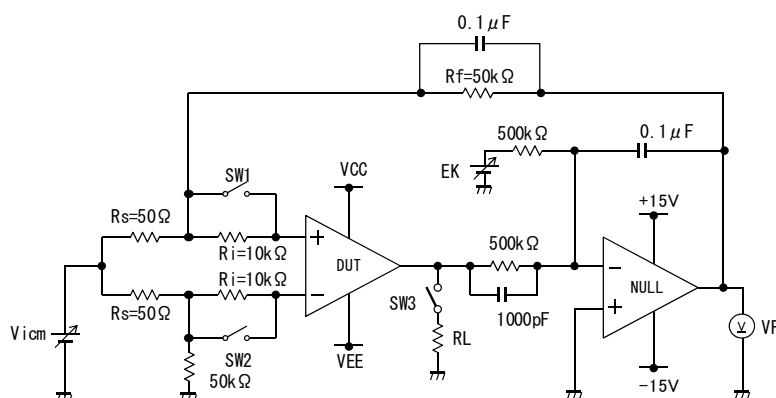 0.1μF
Rf=50kΩ
500kΩ
0.1μF
EK
SW1
VCC
+15V
Rs=50Ω
Ri=10kΩ
500kΩ
DUT
NULL
Ri=10kΩ
Vicm
Rs=50Ω
SW3
1000pF
V
SW2
RL
50kΩ
VEE
-15V